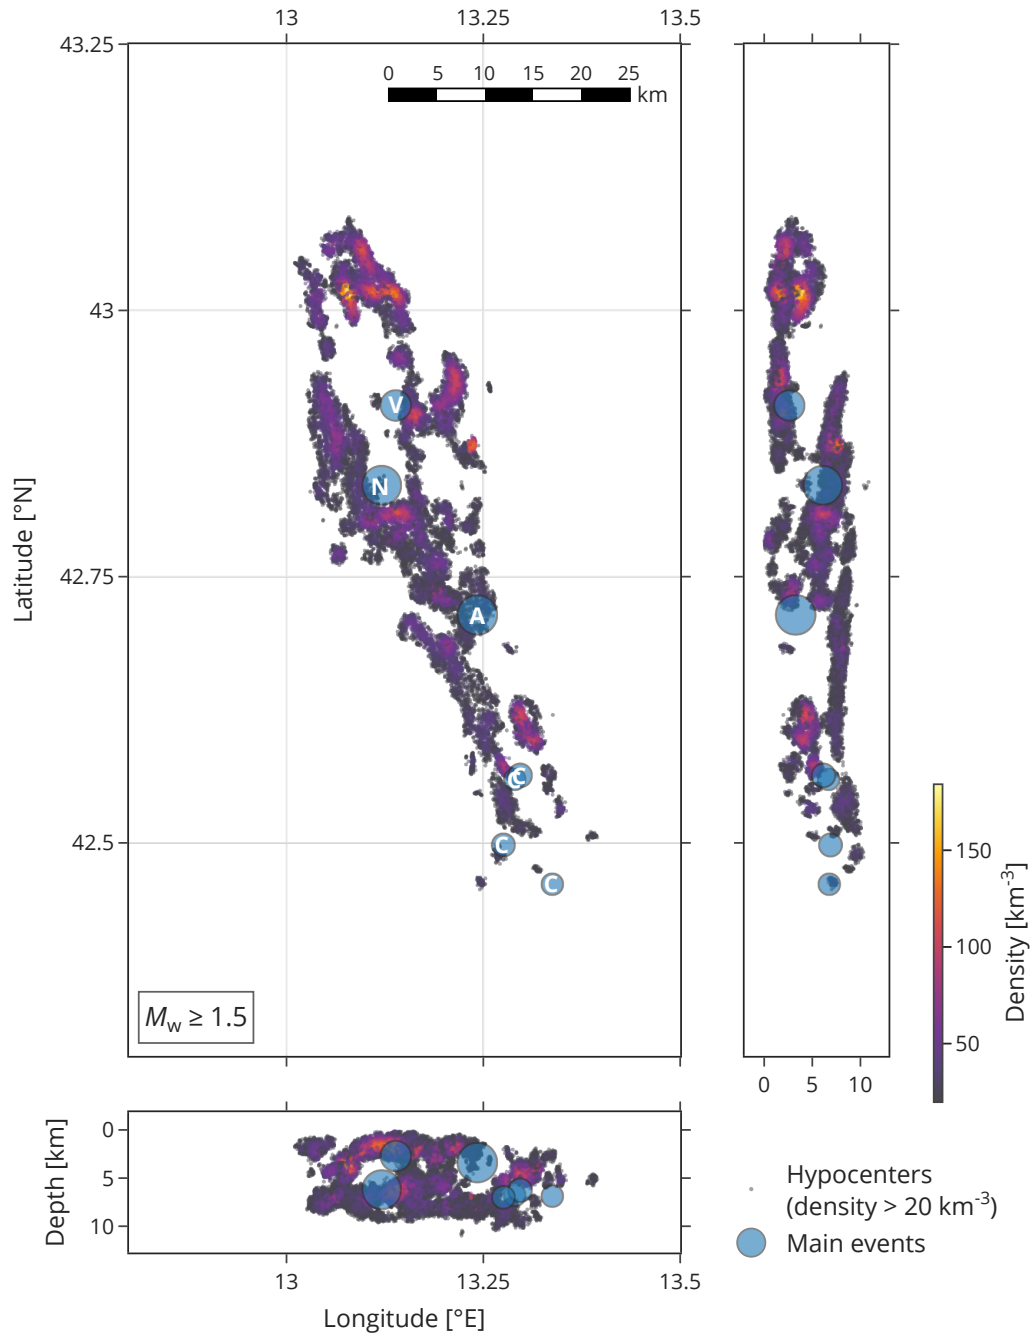 13 13.25 13.5
43.25
0 5 10 15 20 25
km
43
V
N
Latitude [°N]
42.75
A
C
C
42.5
C
C
150
100
50
Density [km-3]
Mw ≥ 1.5
0 5 10
0
5
10
Depth [km]
Hypocenters
(density > 20 km-3)
Main events
13 13.25 13.5
Longitude [°E]